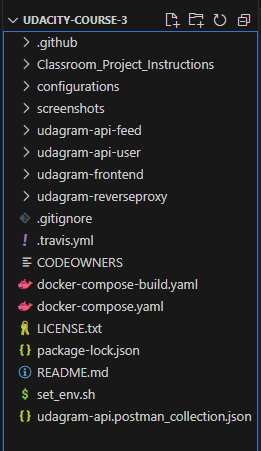 UDACITY-COURSE-3
.github
Classroom_Project_Instructions
configurations
screenshots
udagram-api-feed
udagram-api-user
udagram-frontend
udagram-reverseproxy
.gitignore
.travis.yml
CODEOWNERS
docker-compose-build.yaml
docker-compose.yaml
LICENSE.txt
package-lock.json
README.md
set_env.sh
udagram-api.postman_collection.json